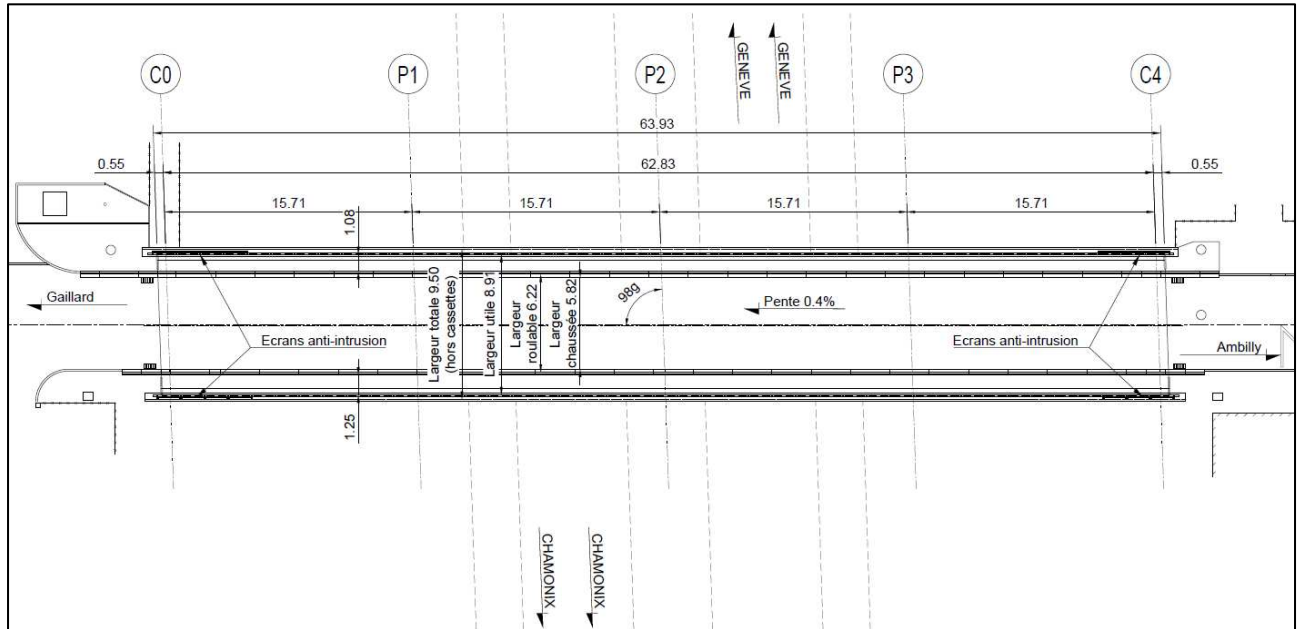 GENEVE
GENEVE
C0
P1
P2
P3
C4
63.93
0.55
62.83
0.55
15.71
15.71
15.71
15.71
1.08
Gaillard
Largeur totale 9.50
(hors cassettes)
Largeur utile 8.91
Largeur
roulable 6.22
Largeur
chaussée 5.82
98g
Pente 0.4%
Ecrans anti-intrusion
Ecrans anti-intrusion
Ambilly
1.25
CHAMONIX
CHAMONIX